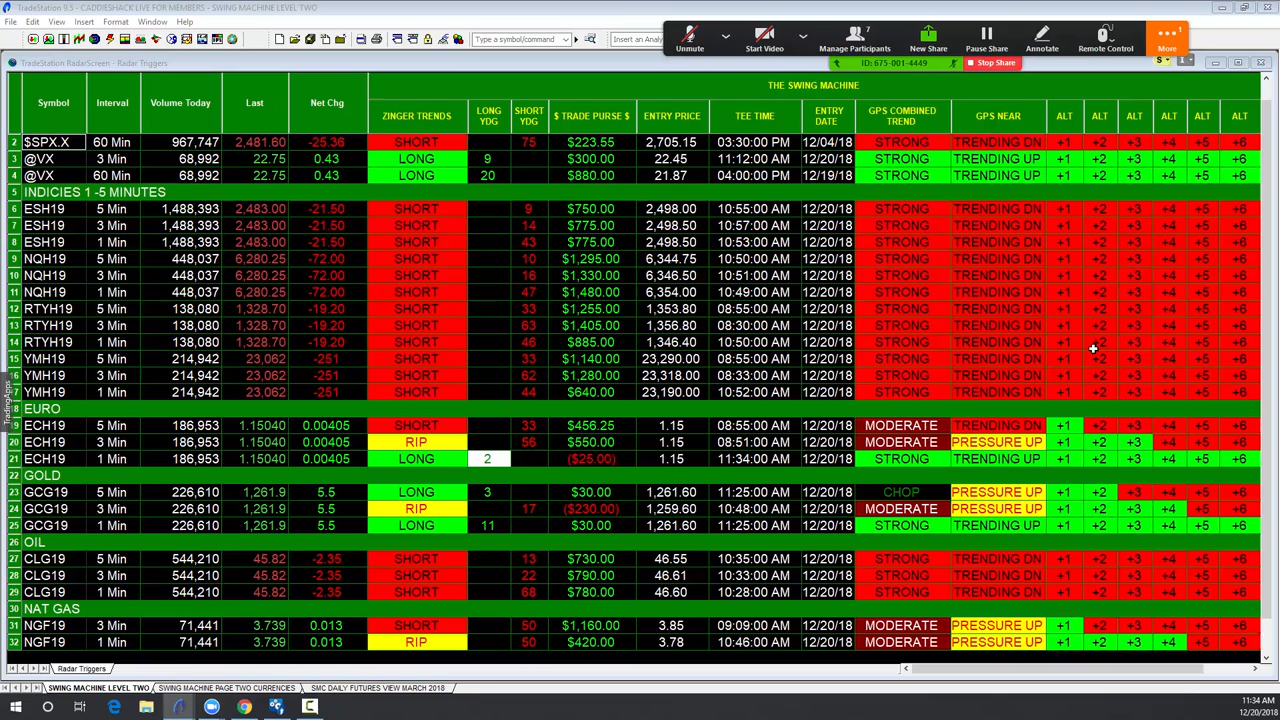 TradeStation 9.5 - CADDIESHACK LIVE FOR MEMBERS - SWING MACHINE LEVEL TWO
File Edit View Insert Format Window Help
Type a symbol/command Insert an Analy
Unmute Start Video Manage Participants 7 New Share Pause Share Annotate Remote Control More 1
ID: 675-001-4449 Stop Share
TradeStation RadarScreen - Radar Triggers
THE SWING MACHINE
Symbol Interval Volume Today Last Net Chg ZINGER TRENDS LONG YDG SHORT YDG $ TRADE PURSE $ ENTRY PRICE TEE TIME ENTRY DATE GPS COMBINED TREND GPS NEAR ALT ALT ALT ALT ALT ALT
2 $SPX.X 60 Min 967,747 2,481.60 -25.36 SHORT 75 $223.55 2,705.15 03:30:00 PM 12/04/18 STRONG TRENDING DN +1 +2 +3 +4 +5 +6
3 @VX 3 Min 68,992 22.75 0.43 LONG 9 $300.00 22.45 11:12:00 AM 12/20/18 STRONG TRENDING UP +1 +2 +3 +4 +5 +6
4 @VX 60 Min 68,992 22.75 0.43 LONG 20 $880.00 21.87 04:00:00 PM 12/19/18 STRONG TRENDING UP +1 +2 +3 +4 +5 +6
5 INDICIES 1 -5 MINUTES
6 ESH19 5 Min 1,488,393 2,483.00 -21.50 SHORT 9 $750.00 2,498.00 10:55:00 AM 12/20/18 STRONG TRENDING DN +1 +2 +3 +4 +5 +6
7 ESH19 3 Min 1,488,393 2,483.00 -21.50 SHORT 14 $775.00 2,498.50 10:57:00 AM 12/20/18 STRONG TRENDING DN +1 +2 +3 +4 +5 +6
8 ESH19 1 Min 1,488,393 2,483.00 -21.50 SHORT 43 $775.00 2,498.50 10:53:00 AM 12/20/18 STRONG TRENDING DN +1 +2 +3 +4 +5 +6
9 NQH19 5 Min 448,037 6,280.25 -72.00 SHORT 10 $1,295.00 6,344.75 10:50:00 AM 12/20/18 STRONG TRENDING DN +1 +2 +3 +4 +5 +6
10 NQH19 3 Min 448,037 6,280.25 -72.00 SHORT 16 $1,330.00 6,346.50 10:51:00 AM 12/20/18 STRONG TRENDING DN +1 +2 +3 +4 +5 +6
11 NQH19 1 Min 448,037 6,280.25 -72.00 SHORT 47 $1,480.00 6,354.00 10:49:00 AM 12/20/18 STRONG TRENDING DN +1 +2 +3 +4 +5 +6
12 RTYH19 5 Min 138,080 1,328.70 -19.20 SHORT 33 $1,255.00 1,353.80 08:55:00 AM 12/20/18 STRONG TRENDING DN +1 +2 +3 +4 +5 +6
13 RTYH19 3 Min 138,080 1,328.70 -19.20 SHORT 63 $1,405.00 1,356.80 08:30:00 AM 12/20/18 STRONG TRENDING DN +1 +2 +3 +4 +5 +6
14 RTYH19 1 Min 138,080 1,328.70 -19.20 SHORT 46 $885.00 1,346.40 10:50:00 AM 12/20/18 STRONG TRENDING DN +1 +2 +3 +4 +5 +6
15 YMH19 5 Min 214,942 23,062 -251 SHORT 33 $1,140.00 23,290.00 08:55:00 AM 12/20/18 STRONG TRENDING DN +1 +2 +3 +4 +5 +6
16 YMH19 3 Min 214,942 23,062 -251 SHORT 62 $1,280.00 23,318.00 08:33:00 AM 12/20/18 STRONG TRENDING DN +1 +2 +3 +4 +5 +6
7 YMH19 1 Min 214,942 23,062 -251 SHORT 44 $640.00 23,190.00 10:52:00 AM 12/20/18 STRONG TRENDING DN +1 +2 +3 +4 +5 +6
8 EURO
9 ECH19 5 Min 186,953 1.15040 0.00405 SHORT 33 $456.25 1.15 08:55:00 AM 12/20/18 MODERATE TRENDING DN +1 +2 +3 +4 +5 +6
20 ECH19 3 Min 186,953 1.15040 0.00405 RIP 56 $550.00 1.15 08:51:00 AM 12/20/18 MODERATE PRESSURE UP +1 +2 +3 +4 +5 +6
21 ECH19 1 Min 186,953 1.15040 0.00405 LONG 2 ($25.00) 1.15 11:34:00 AM 12/20/18 STRONG TRENDING UP +1 +2 +3 +4 +5 +6
22 GOLD
23 GCG19 5 Min 226,610 1,261.9 5.5 LONG 3 $30.00 1,261.60 11:25:00 AM 12/20/18 CHOP PRESSURE UP +1 +2 +3 +4 +5 +6
24 GCG19 3 Min 226,610 1,261.9 5.5 RIP 17 ($230.00) 1,259.60 10:48:00 AM 12/20/18 MODERATE PRESSURE UP +1 +2 +3 +4 +5 +6
25 GCG19 1 Min 226,610 1,261.9 5.5 LONG 11 $30.00 1,261.60 11:25:00 AM 12/20/18 STRONG TRENDING UP +1 +2 +3 +4 +5 +6
26 OIL
27 CLG19 5 Min 544,210 45.82 -2.35 SHORT 13 $730.00 46.55 10:35:00 AM 12/20/18 STRONG TRENDING DN +1 +2 +3 +4 +5 +6
28 CLG19 3 Min 544,210 45.82 -2.35 SHORT 22 $790.00 46.61 10:33:00 AM 12/20/18 STRONG TRENDING DN +1 +2 +3 +4 +5 +6
29 CLG19 1 Min 544,210 45.82 -2.35 SHORT 68 $780.00 46.60 10:28:00 AM 12/20/18 STRONG TRENDING DN +1 +2 +3 +4 +5 +6
30 NAT GAS
31 NGF19 3 Min 71,441 3.739 0.013 SHORT 50 $1,160.00 3.85 09:09:00 AM 12/20/18 MODERATE PRESSURE UP +1 +2 +3 +4 +5 +6
32 NGF19 1 Min 71,441 3.739 0.013 RIP 50 $420.00 3.78 10:46:00 AM 12/20/18 MODERATE PRESSURE UP +1 +2 +3 +4 +5 +6
TradingApps
Radar Triggers
SWING MACHINE LEVEL TWO SWING MACHINE PAGE TWO CURRENCIES SMC DAILY FUTURES VIEW MARCH 2018
11:34 AM
12/20/2018